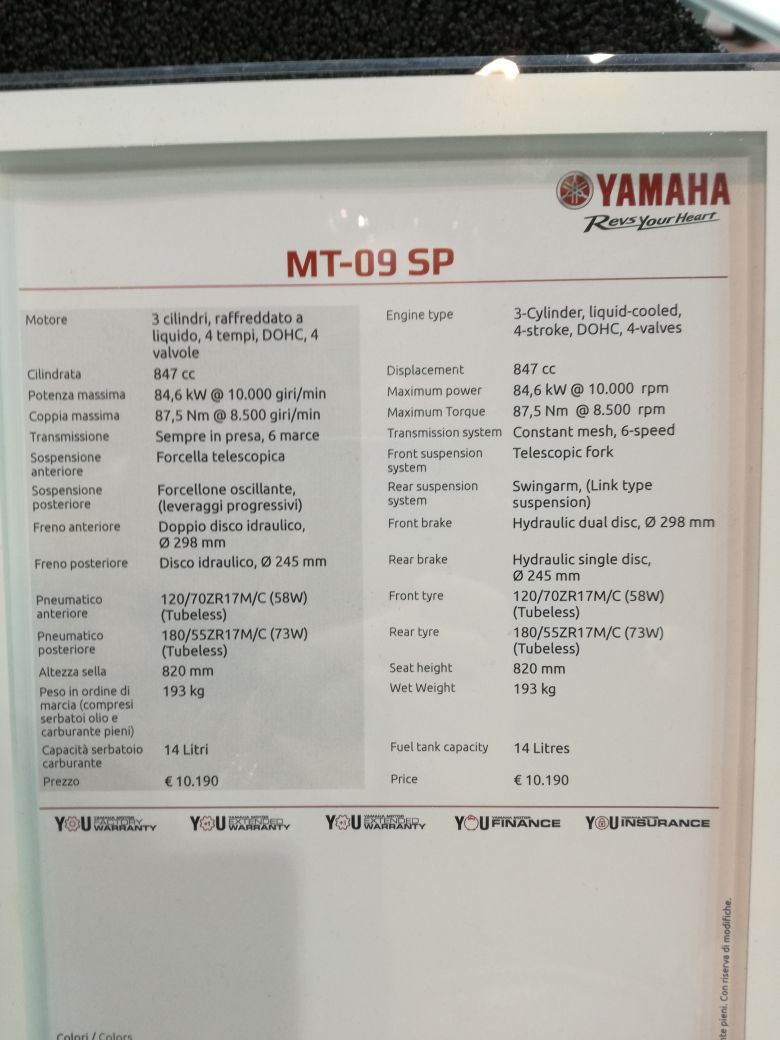 YAMAHA
Revs Your Heart
MT-09 SP
Motore
3 cilindri, raffreddato a
liquido, 4 tempi, DOHC, 4
valvole
Cilindrata
847 cc
Potenza massima
84,6 kW @ 10.000 giri/min
Coppia massima
87,5 Nm @ 8.500 giri/min
Transmissione
Sempre in presa, 6 marce
Sospensione
anteriore
Forcella telescopica
Sospensione
posteriore
Forcellone oscillante,
(leveraggi progressivi)
Freno anteriore
Doppio disco idraulico,
Ø 298 mm
Freno posteriore
Disco idraulico, Ø 245 mm
Pneumatico
anteriore
120/70ZR17M/C (58W)
(Tubeless)
Pneumatico
posteriore
180/55ZR17M/C (73W)
(Tubeless)
Altezza sella
820 mm
Peso in ordine di
marcia (compresi
serbatoi olio e
carburante pieni)
193 kg
Capacità serbatoio
carburante
14 Litri
Prezzo
€ 10.190
Engine type
3-Cylinder, liquid-cooled,
4-stroke, DOHC, 4-valves
Displacement
847 cc
Maximum power
84,6 kW @ 10.000 rpm
Maximum Torque
87,5 Nm @ 8.500 rpm
Transmission system
Constant mesh, 6-speed
Front suspension
system
Telescopic fork
Rear suspension
system
Swingarm, (Link type
suspension)
Front brake
Hydraulic dual disc, Ø 298 mm
Rear brake
Hydraulic single disc,
Ø 245 mm
Front tyre
120/70ZR17M/C (58W)
(Tubeless)
Rear tyre
180/55ZR17M/C (73W)
(Tubeless)
Seat height
820 mm
Wet Weight
193 kg
Fuel tank capacity
14 Litres
Price
€ 10.190
YOU YAMAHA MOTOR FACTORY WARRANTY
YOU YAMAHA MOTOR EXTENDED WARRANTY
YOU YAMAHA MOTOR EXTENDED WARRANTY
YOU YAMAHA MOTOR FINANCE
YOU YAMAHA MOTOR INSURANCE
Colori / Colors
pieni. Con riserva di modifiche.